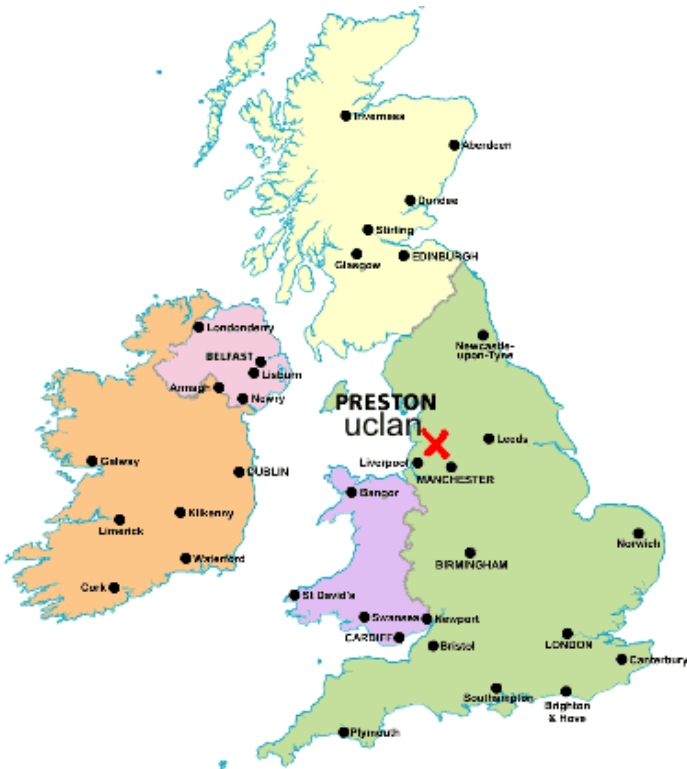 Inverness
Aberdeen
Dundee
Stirling
Glasgow
EDINBURGH
Londonderry
Newcastle-
upon-Tyne
BELFAST
Lisburn
Armagh
Newry
PRESTON
uclan
Leeds
Galway
DUBLIN
Liverpool
MANCHESTER
Bangor
Kilkenny
Limerick
Norwich
Waterford
BIRMINGHAM
Cork
St David's
Swansea
Newport
CARDIFF
Bristol
LONDON
Canterbury
Southampton
Brighton
& Hove
Plymouth